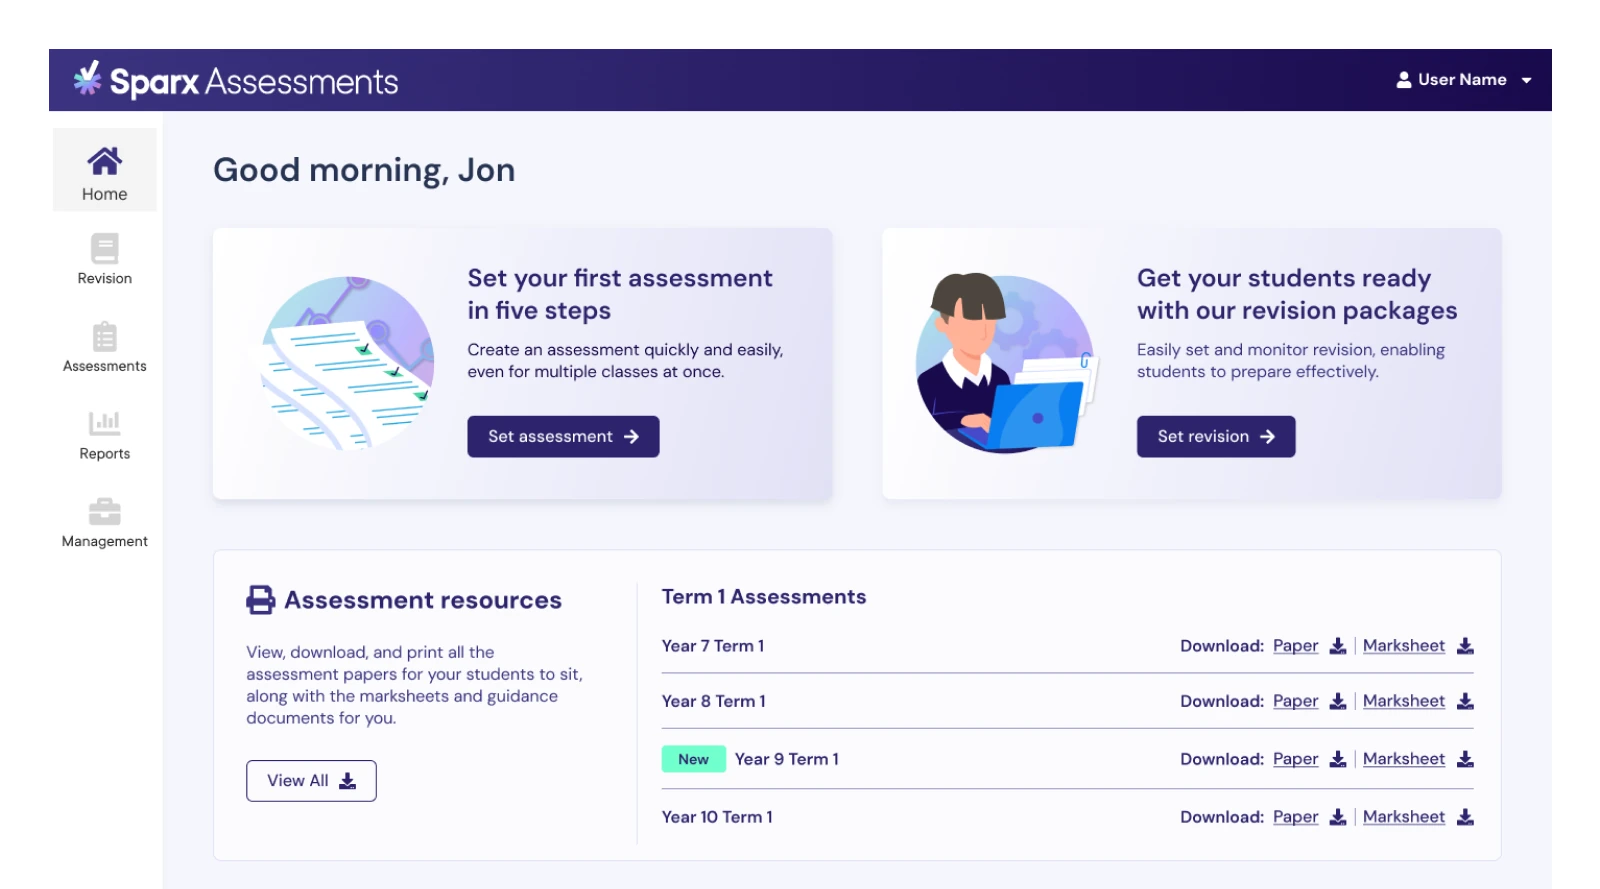 Sparx Assessments
User Name
Home
Revision
Assessments
Reports
Management
Good morning, Jon
Set your first assessment
in five steps
Create an assessment quickly and easily,
even for multiple classes at once.
Set assessment
Get your students ready
with our revision packages
Easily set and monitor revision, enabling
students to prepare effectively.
Set revision
Assessment resources
View, download, and print all the
assessment papers for your students to sit,
along with the marksheets and guidance
documents for you.
View All
Term 1 Assessments
Year 7 Term 1 Download: Paper | Marksheet
Year 8 Term 1 Download: Paper | Marksheet
New Year 9 Term 1 Download: Paper | Marksheet
Year 10 Term 1 Download: Paper | Marksheet